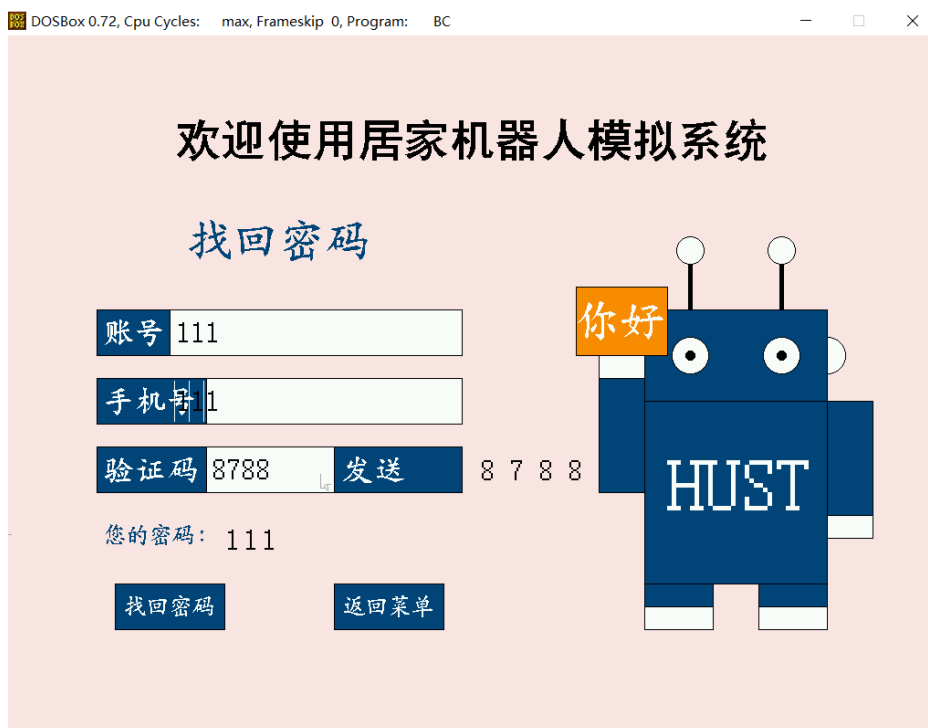 DOSBox 0.72, Cpu Cycles: max, Frameskip 0, Program: BC
欢迎使用居家机器人模拟系统
找回密码
你好
账号 111
手机号 111
验证码 8788 发送 8 7 8 8
HUST
您的密码: 111
找回密码 返回菜单